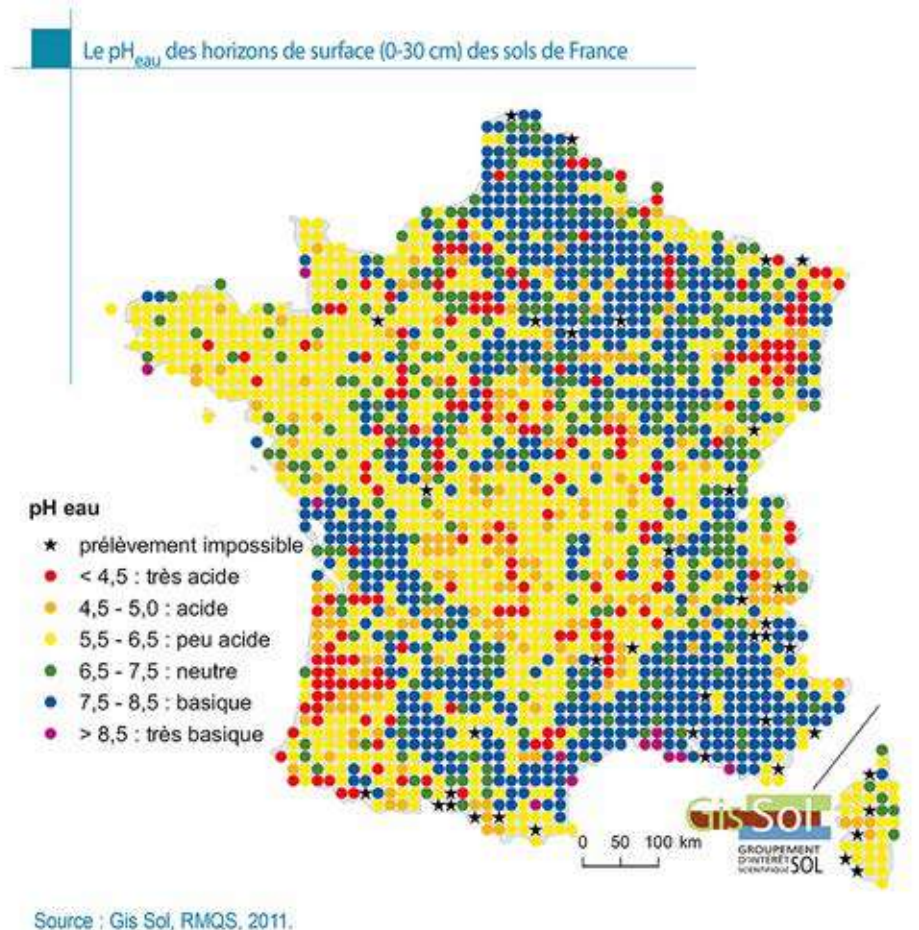 Le pHeau des horizons de surface (0-30 cm) des sols de France
pH eau
prélèvement impossible
< 4,5 : très acide
4,5 - 5,0 : acide
5,5 - 6,5 : peu acide
6,5 - 7,5 : neutre
7,5 - 8,5 : basique
> 8,5 : très basique
0 50 100 km
Gis Sol
GROUPEMENT
D'INTÉRÊT
SCIENTIFIQUE SOL
Source : Gis Sol, RMQS, 2011.